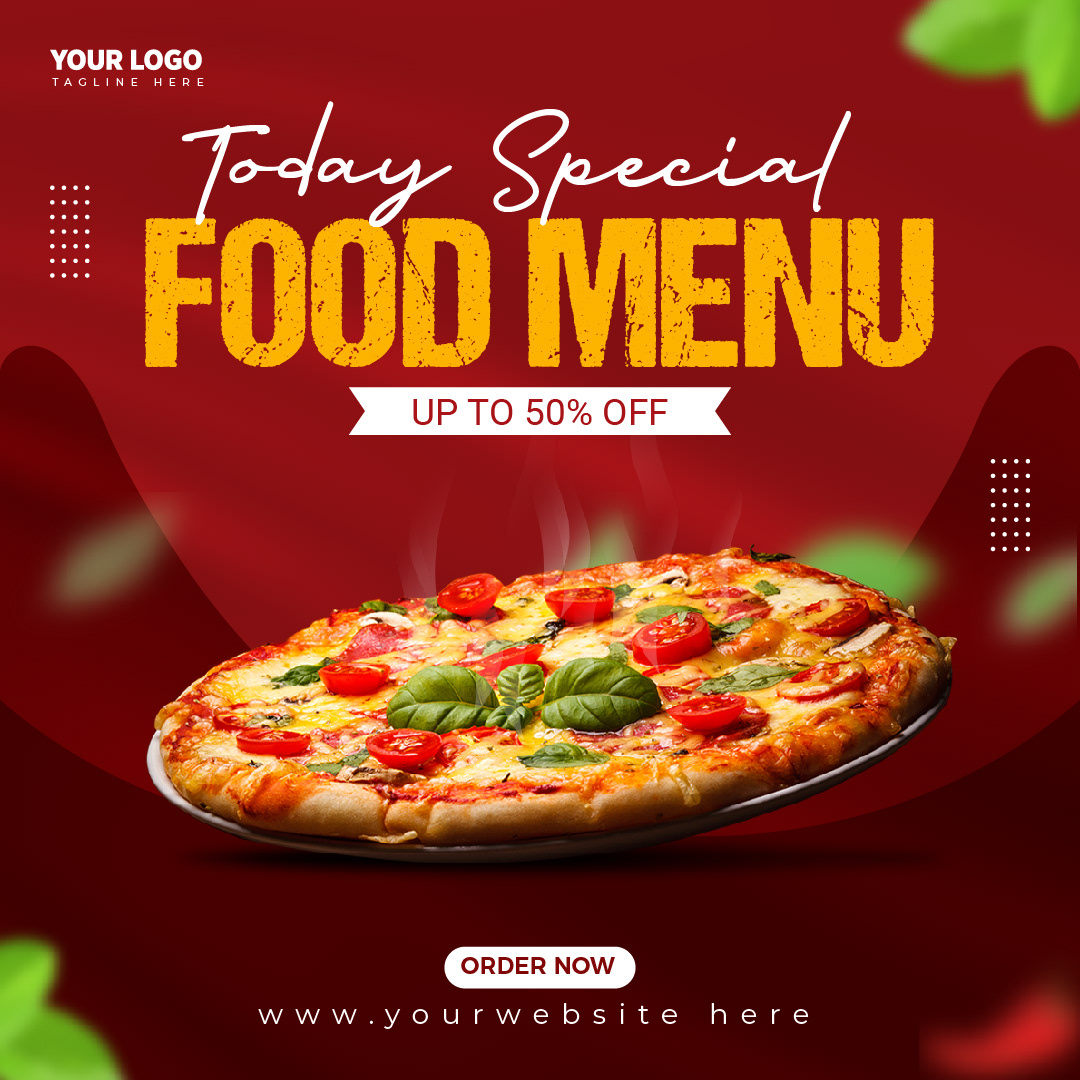 YOUR LOGO
TAGLINE HERE
Today Special
FOOD MENU
UP TO 50% OFF
ORDER NOW
www.yourwebsite here